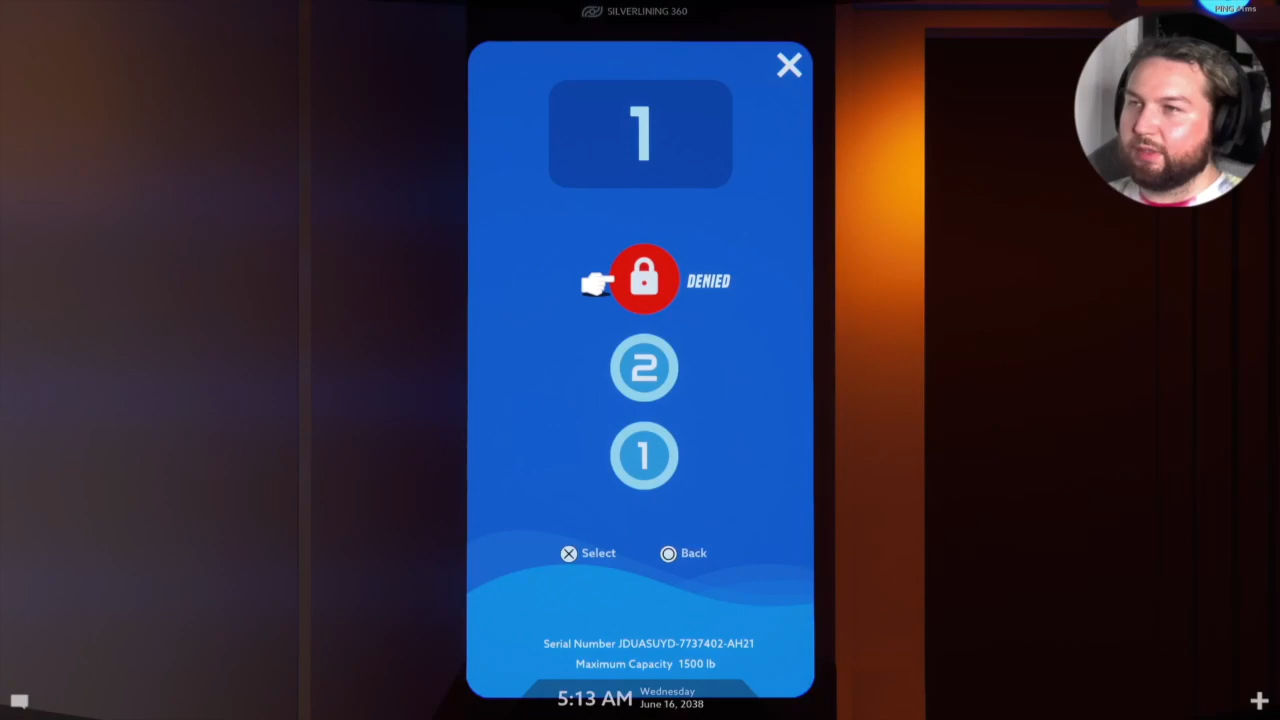 SILVERLINING 360
1
DENIED
2
1
Select
Back
Serial Number JDUASUYD-7737402-AH21
Maximum Capacity 1500 lb
5:13 AM
Wednesday
June 16, 2038